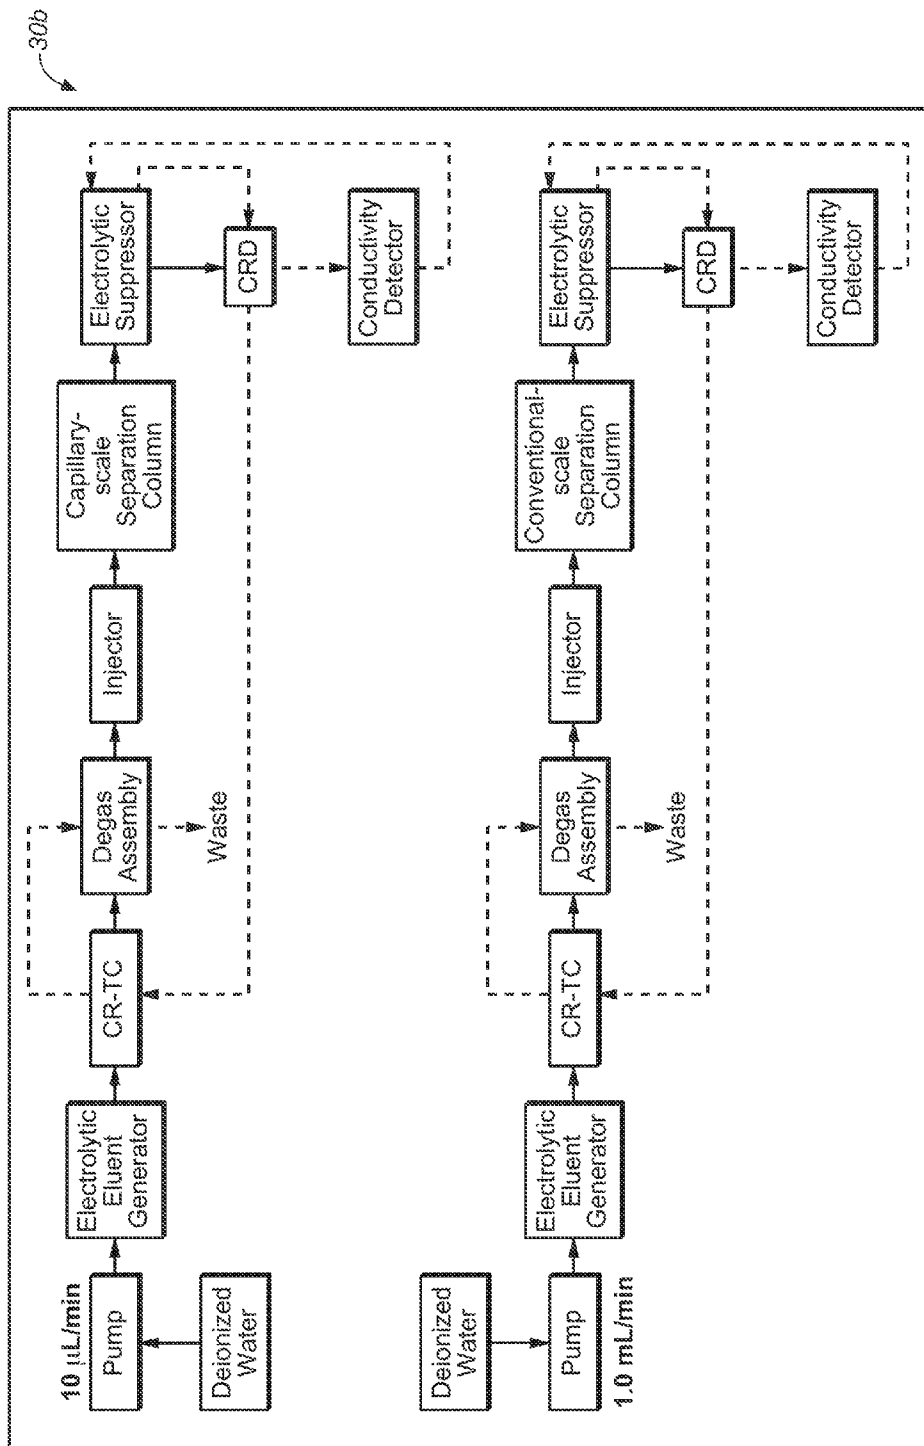 30b
10 µL/min
Pump
Deionized
Water
Electrolytic
Eluent
Generator
CR-TC
Degas
Assembly
Waste
Injector
Capillary-
scale
Separation
Column
Electrolytic
Suppressor
CRD
Conductivity
Detector
Deionized
Water
Pump
1.0 mL/min
Electrolytic
Eluent
Generator
CR-TC
Degas
Assembly
Waste
Injector
Conventional-
scale
Separation
Column
Electrolytic
Suppressor
CRD
Conductivity
Detector